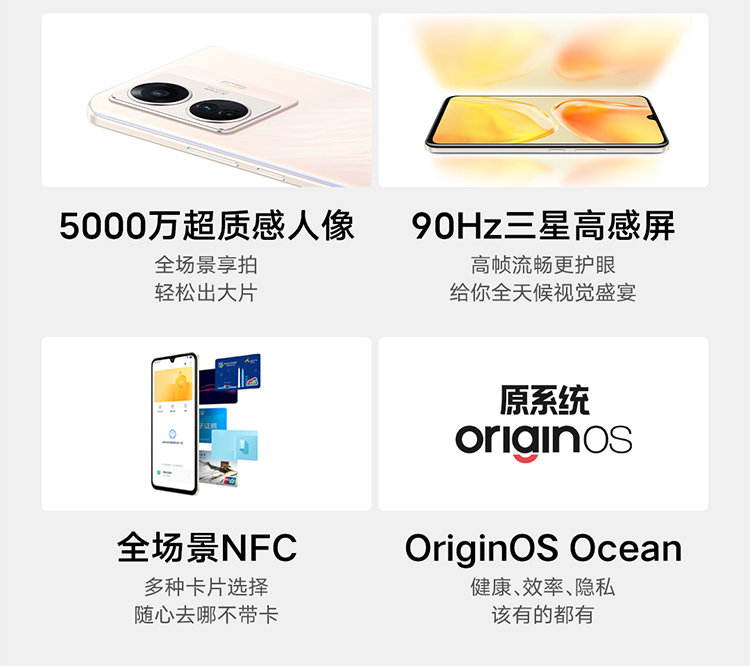 5000万超质感人像
全场景享拍
轻松出大片
90Hz三星高感屏
高帧流畅更护眼
给你全天候视觉盛宴
全场景NFC
多种卡片选择
随心去哪不带卡
原系统
originOS
OriginOS Ocean
健康、效率、隐私
该有的都有